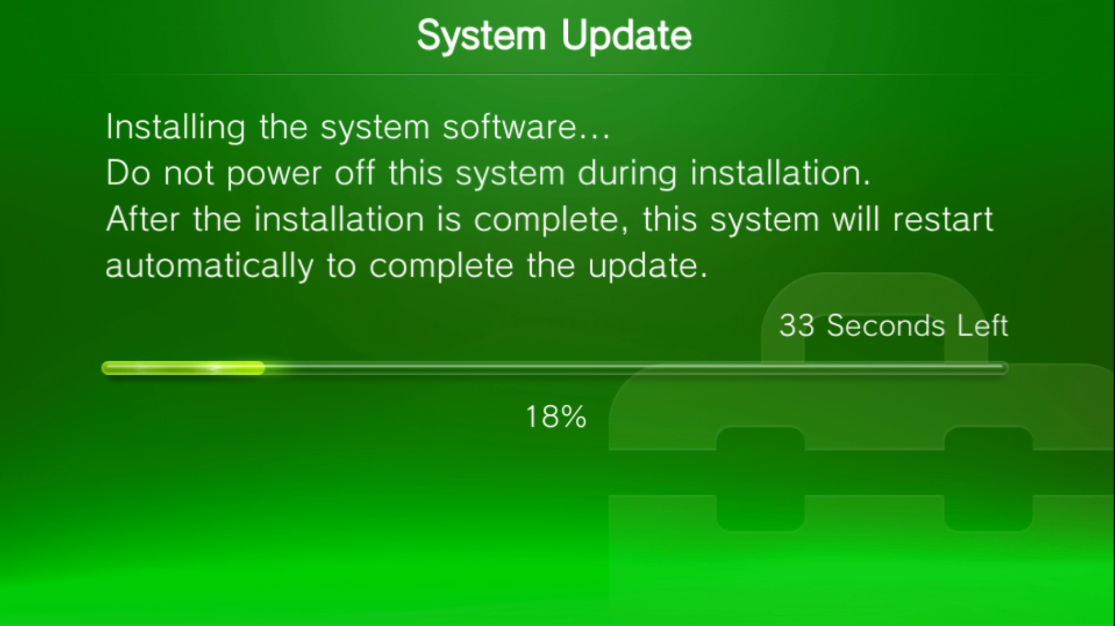 System Update
Installing the system software...
Do not power off this system during installation.
After the installation is complete, this system will restart
automatically to complete the update.
33 Seconds Left
18%